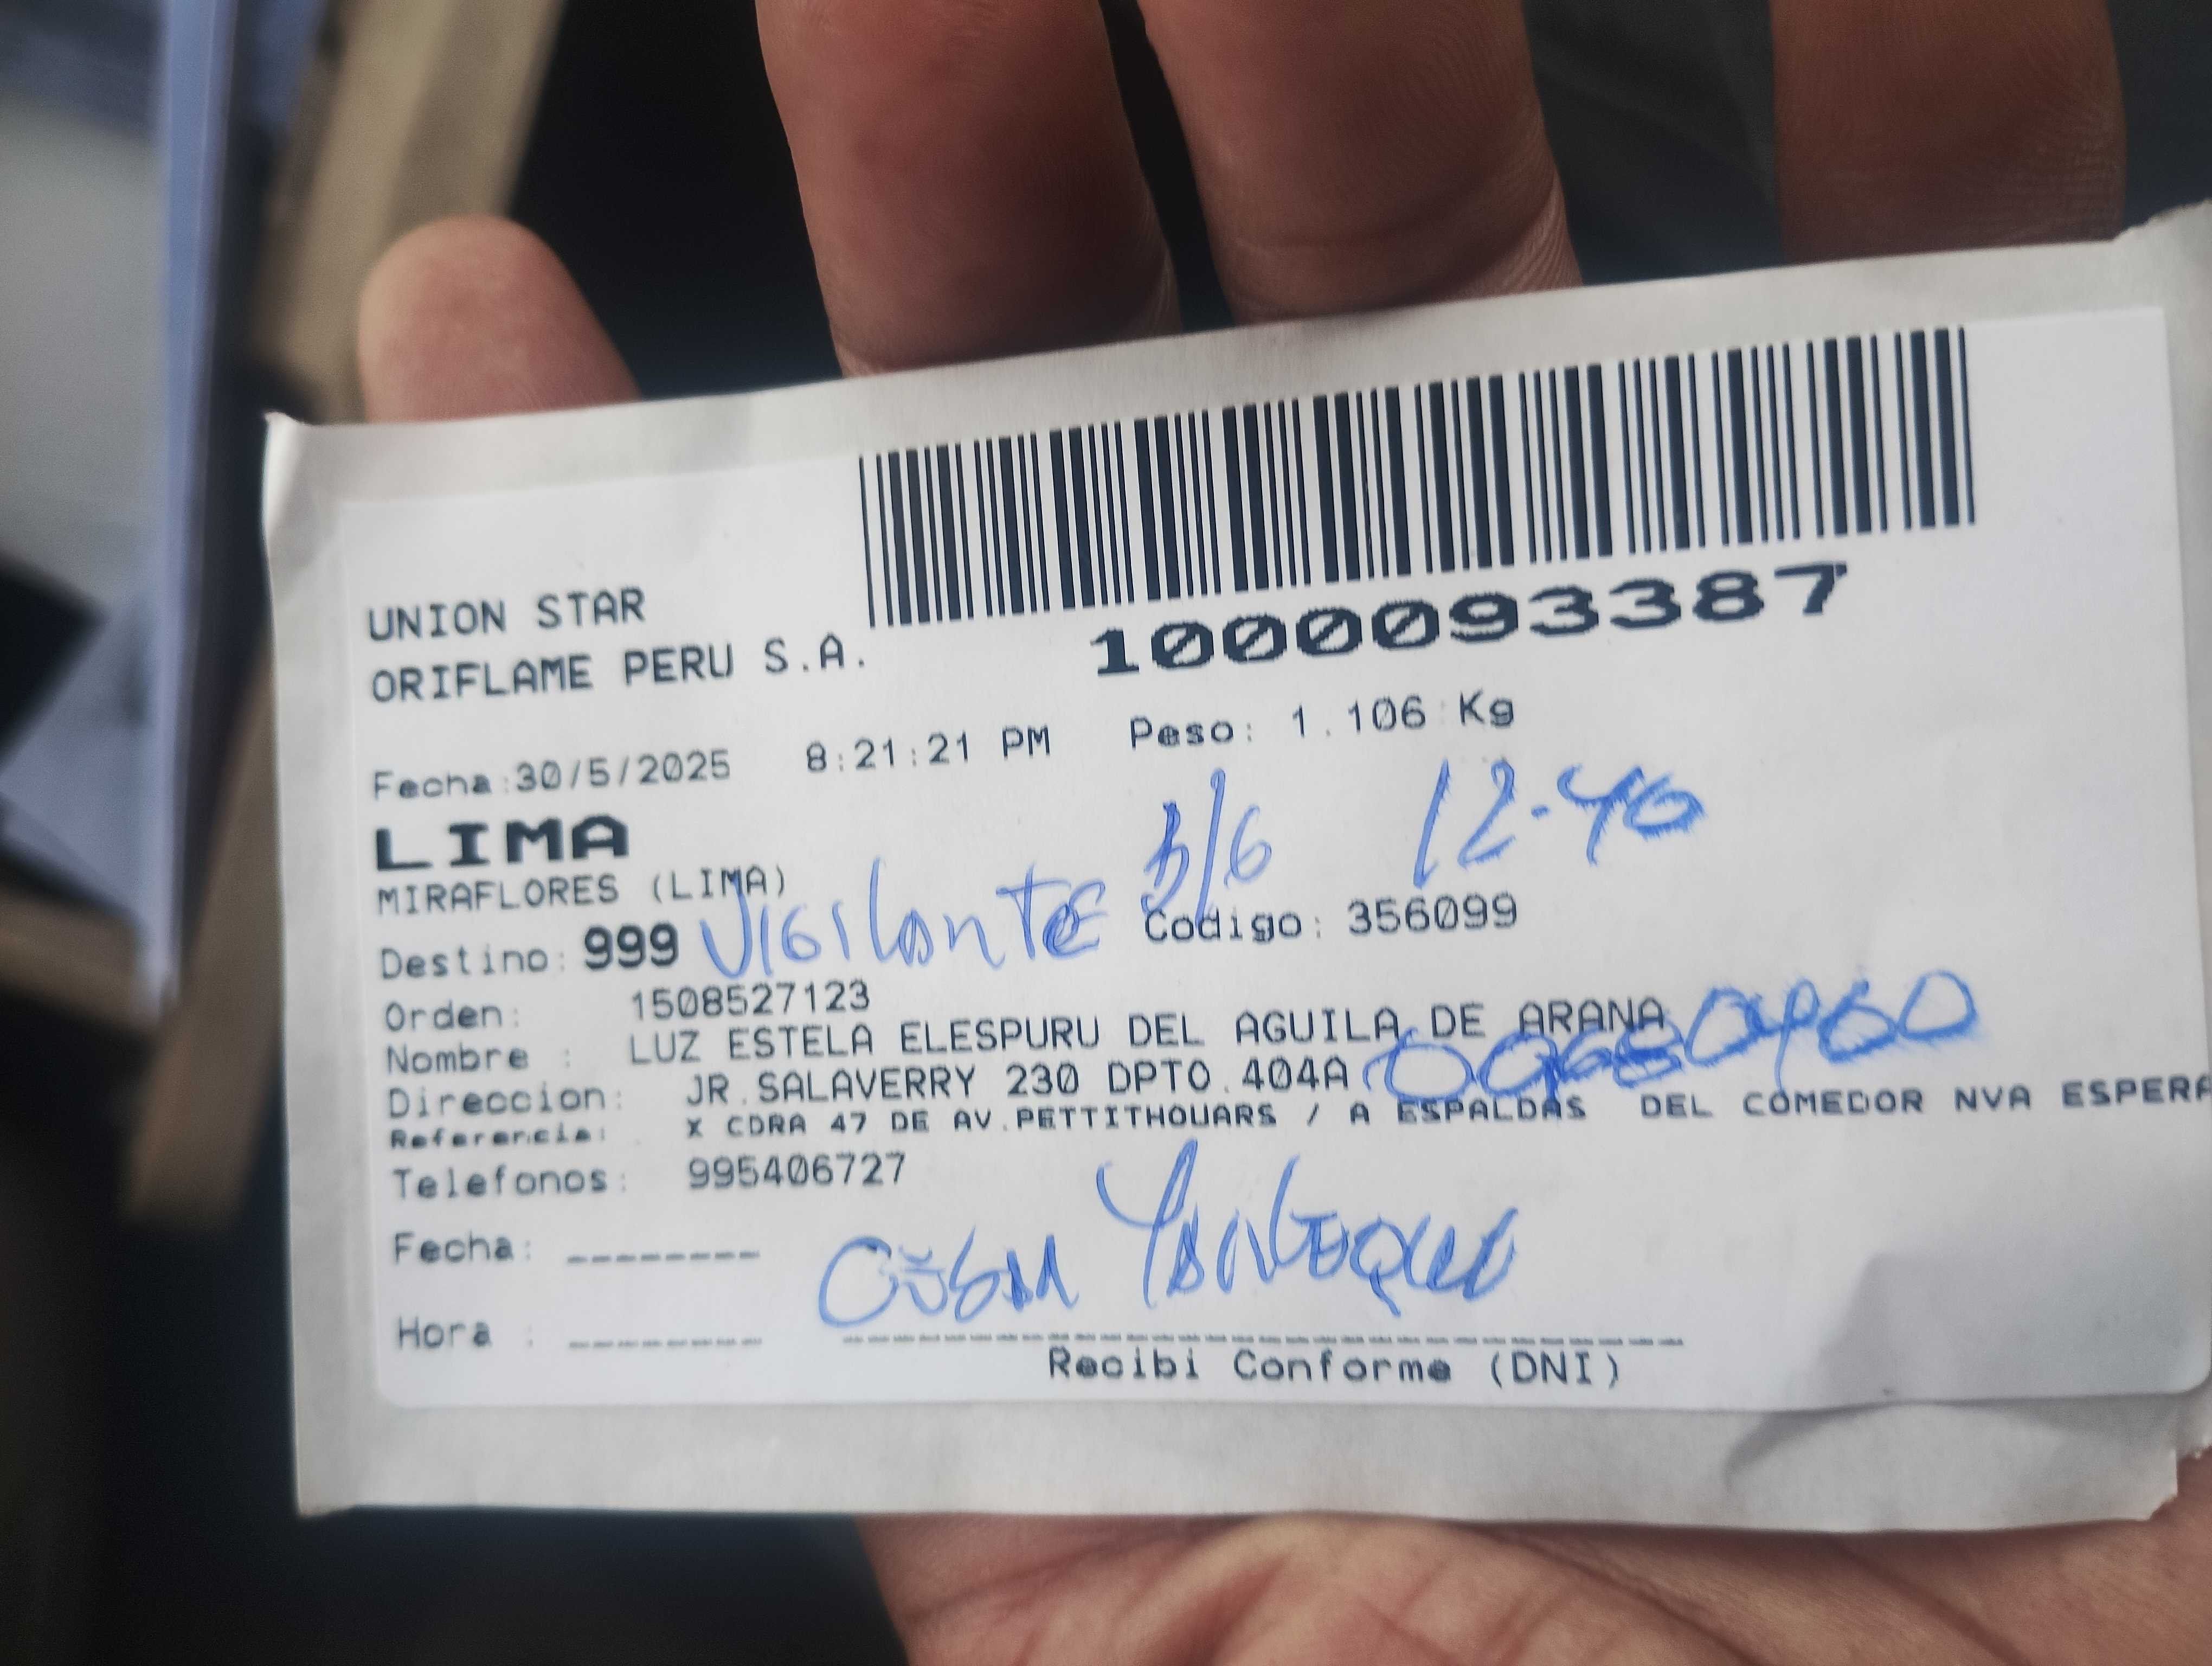 1000093387
UNION STAR
ORIFLAME PERU S.A.
Fecha:30/5/2025 8:21:21 PM Peso: 1.106 Kg
LIMA 3/6 12:40
MIRAFLORES (LIMA)
Destino: 999 Vigilante Codigo: 356099
Orden: 1508527123
Nombre : LUZ ESTELA ELESPURU DEL AGUILA DE ARANA
Direccion: JR.SALAVERRY 230 DPTO.404A
Referencia: X CDRA 47 DE AV.PETTITHOUARS / A ESPALDAS DEL COMEDOR NVA ESPERA
Telefonos: 995406727
Fecha: --------
Hora : --------
Recibi Conforme (DNI)